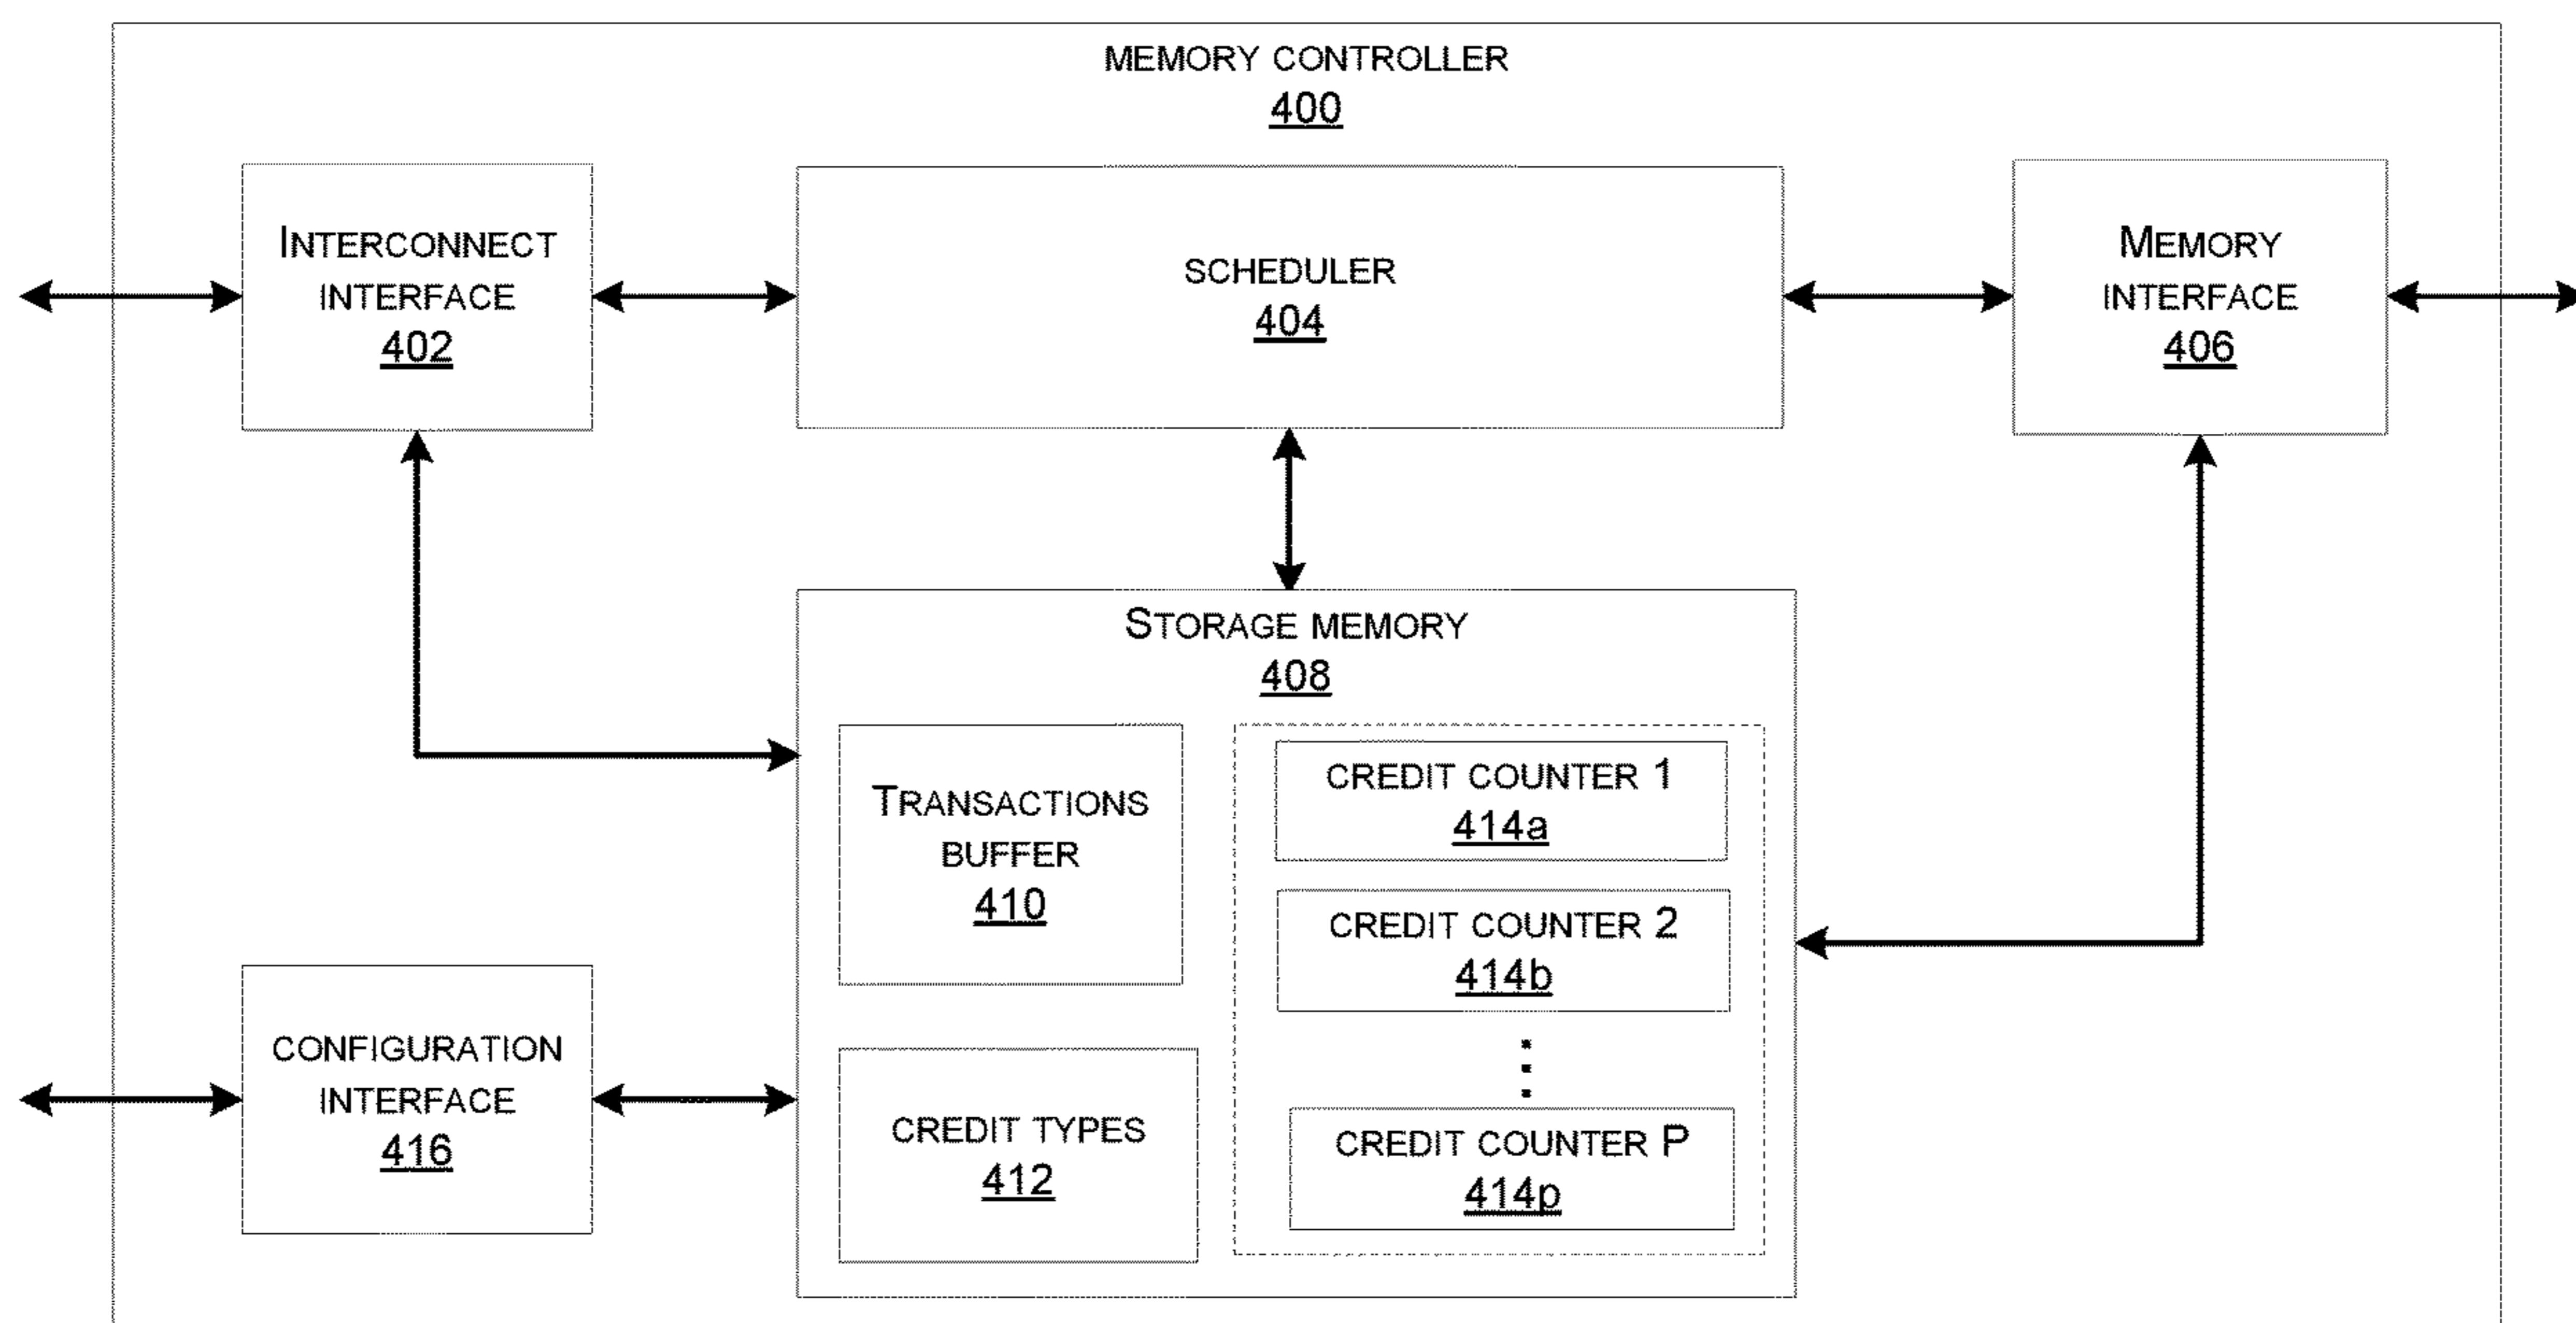 MEMORY CONTROLLER
400
INTERCONNECT
INTERFACE
402
SCHEDULER
404
MEMORY
INTERFACE
406
STORAGE MEMORY
408
TRANSACTIONS
BUFFER
410
CREDIT COUNTER 1
414a
CREDIT COUNTER 2
414b
CREDIT COUNTER P
414p
CONFIGURATION
INTERFACE
416
CREDIT TYPES
412